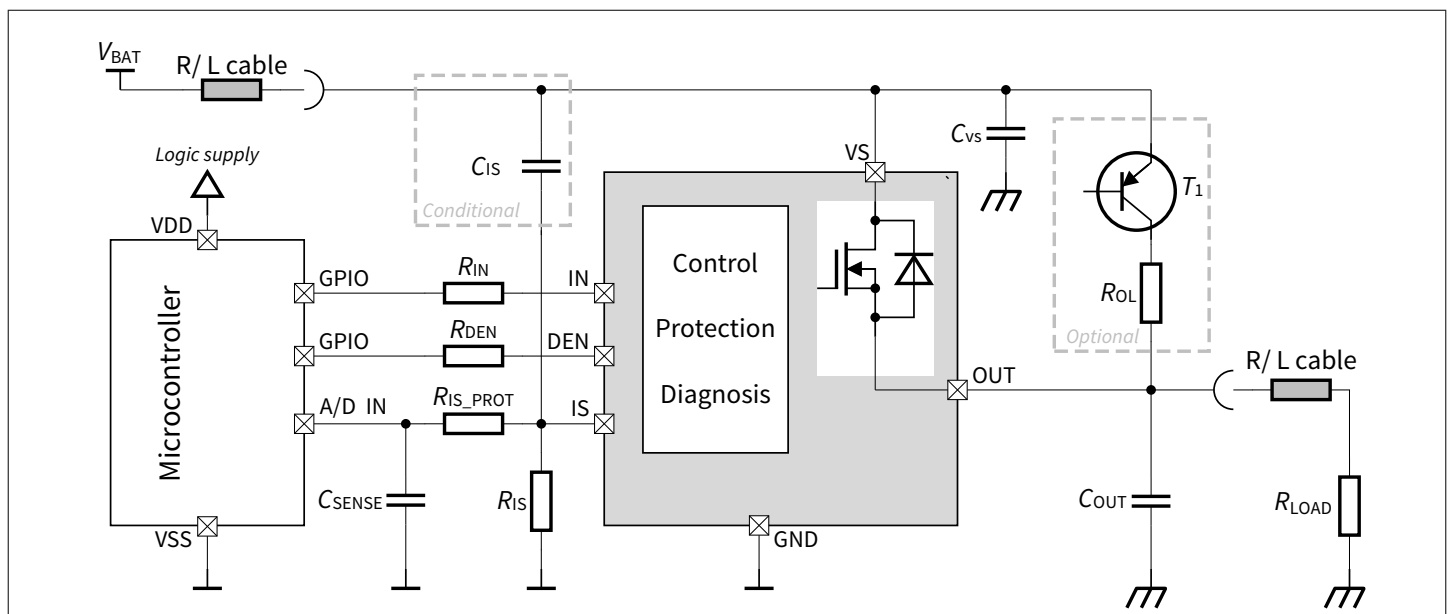 VBAT
R/ L cable
Logic supply
CIS
Conditional
VS
Cvs
T1
VDD
Microcontroller
GPIO
RIN
IN
Control
ROL
GPIO
RDEN
DEN
Protection
Optional
A/D IN
RIS_PROT
IS
Diagnosis
OUT
R/ L cable
CSENSE
RIS
COUT
RLOAD
VSS
GND